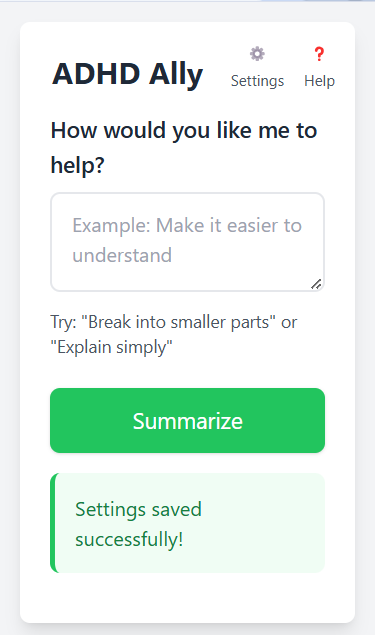 ADHD Ally
Settings
Help
How would you like me to
help?
Example: Make it easier to
understand
Try: "Break into smaller parts" or
"Explain simply"
Summarize
Settings saved
successfully!